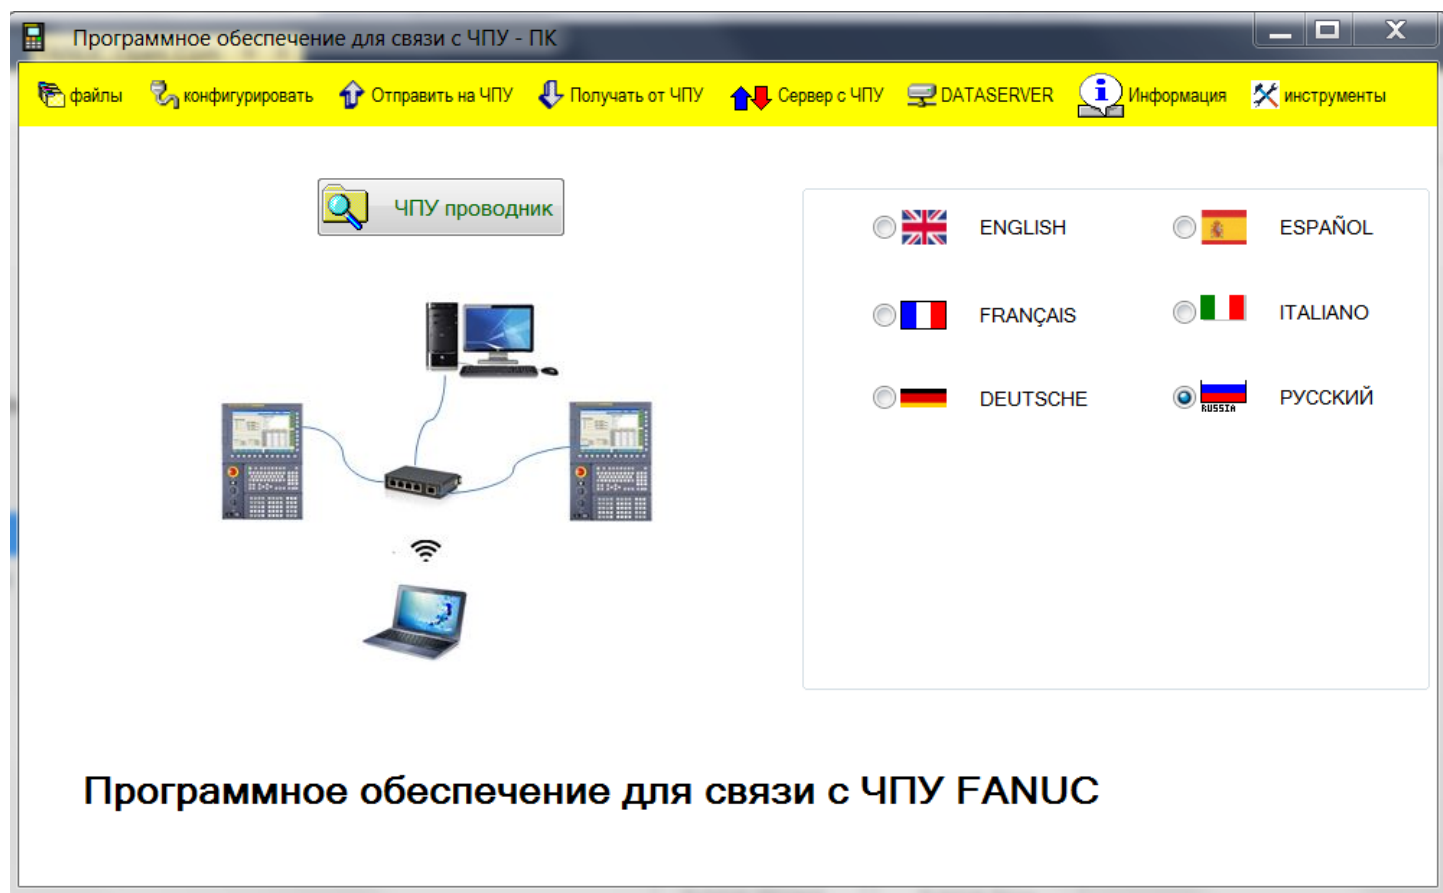 Программное обеспечение для связи с ЧПУ - ПК
файлы конфигурировать Отправить на ЧПУ Получать от ЧПУ Сервер с ЧПУ DATASERVER Информация инструменты
ЧПУ проводник
ENGLISH ESPAÑOL
FRANÇAIS ITALIANO
DEUTSCHE РУССКИЙ
RUSSIA
Программное обеспечение для связи с ЧПУ FANUC